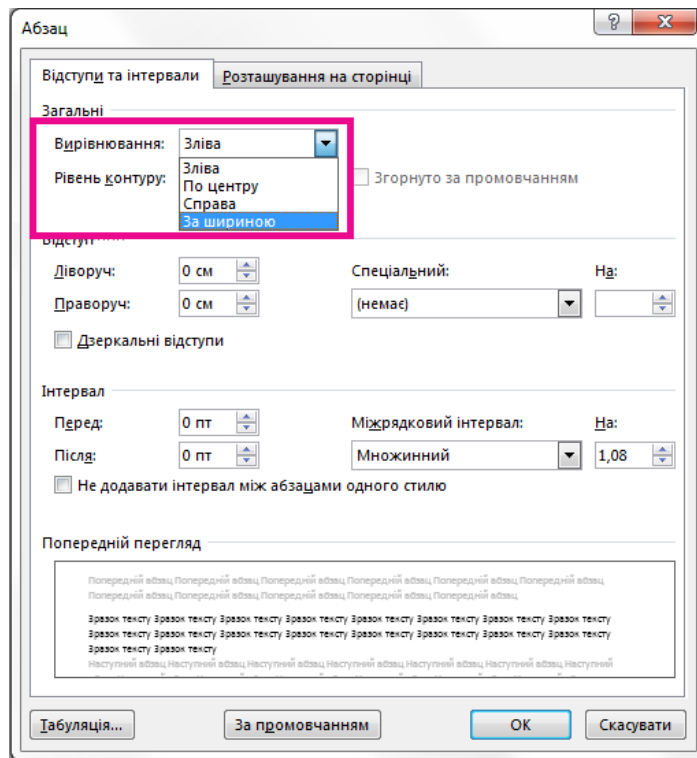 Абзац
Відступи та інтервали Розташування на сторінці
Загальні
Вирівнювання: Зліва
Зліва
Рівень контуру: По центру Згорнуто за промовчанням
Справа
За шириною
Відступ
Ліворуч: 0 см Спеціальний: На:
Праворуч: 0 см (немає)
Дзеркальні відступи
Інтервал
Перед: 0 пт Міжрядковий інтервал: На:
Після: 0 пт Множинний 1,08
Не додавати інтервал між абзацами одного стилю
Попередній перегляд
Попередній абзац Попередній абзац Попередній абзац Попередній абзац Попередній абзац Попередній абзац
Попередній абзац Попередній абзац Попередній абзац Попередній абзац Попередній абзац
Зразок тексту Зразок тексту Зразок тексту Зразок тексту Зразок тексту Зразок тексту Зразок тексту Зразок тексту
Зразок тексту Зразок тексту Зразок тексту Зразок тексту Зразок тексту Зразок тексту Зразок тексту Зразок тексту
Зразок тексту Зразок тексту
Наступний абзац Наступний абзац Наступний абзац Наступний абзац Наступний абзац Наступний
Табуляція... За промовчанням ОК Скасувати